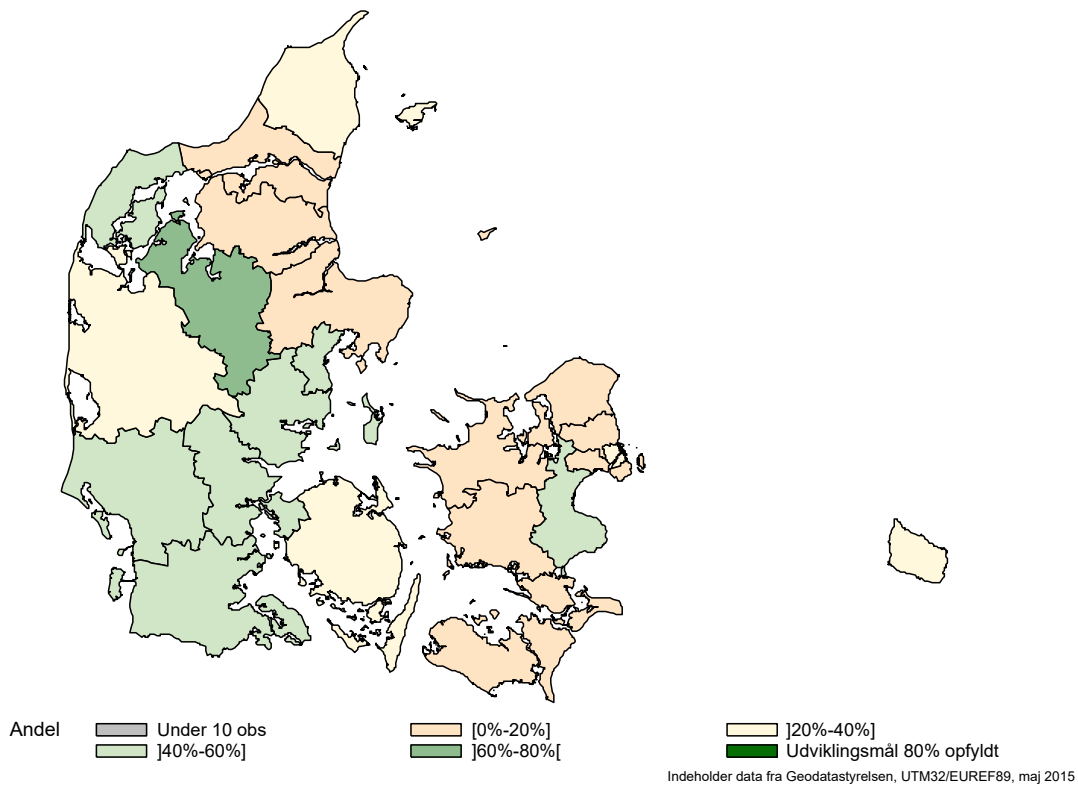 Andel Under 10 obs [0%-20%] ]20%-40%]
]40%-60%] ]60%-80%[ Udviklingsmål 80% opfyldt
Indeholder data fra Geodatastyrelsen, UTM32/EUREF89, maj 2015